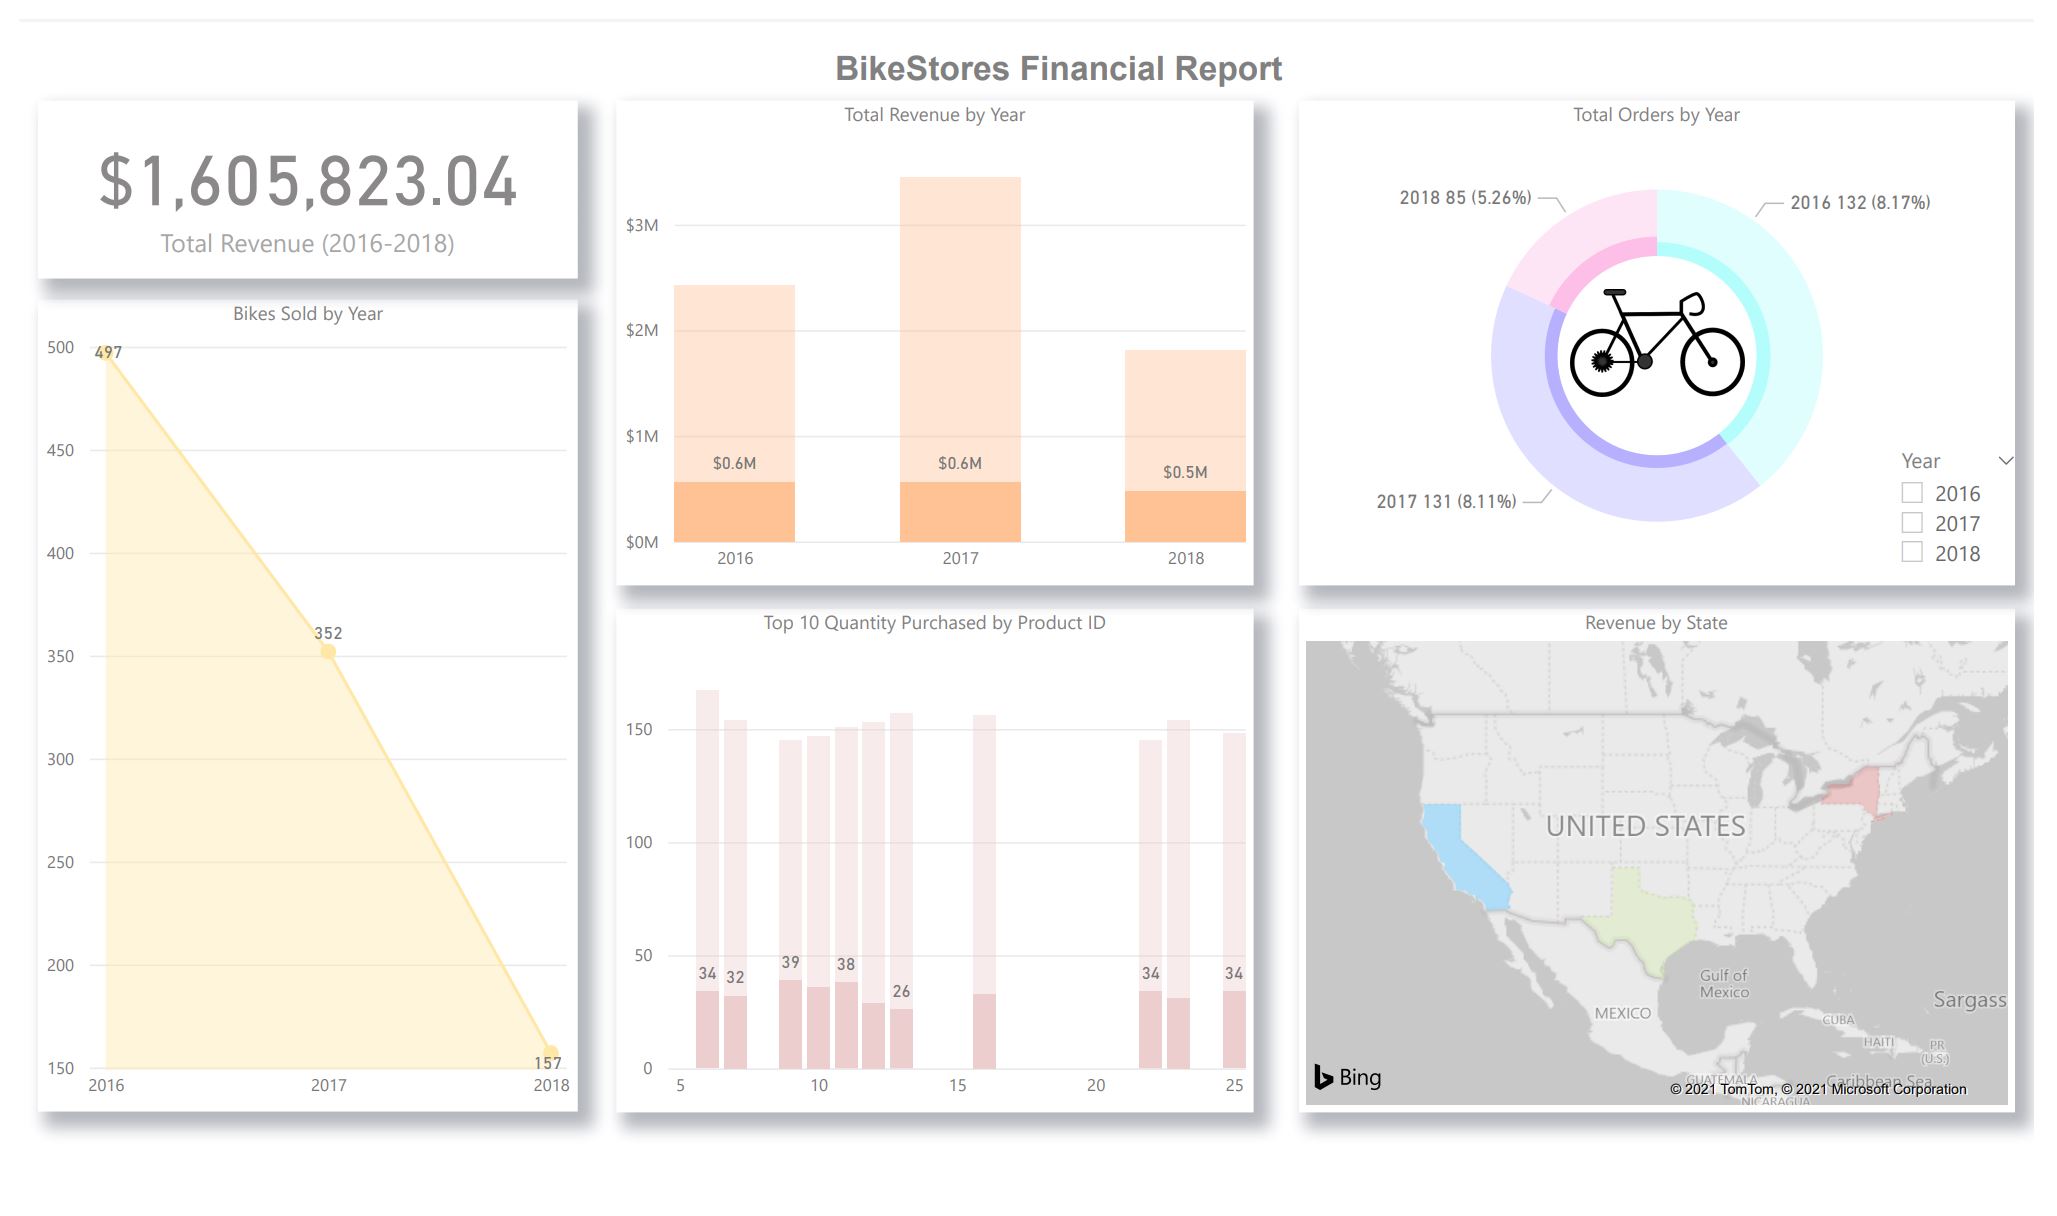 BikeStores Financial Report
$1,605,823.04
Total Revenue (2016-2018)
Bikes Sold by Year
500
450
400
350
300
250
200
150
497
352
157
2016 2017 2018
Total Revenue by Year
$3M
$2M
$1M
$0M
$0.6M $0.6M $0.5M
2016 2017 2018
Total Orders by Year
2018 85 (5.26%)
2016 132 (8.17%)
2017 131 (8.11%)
Year
2016
2017
2018
Top 10 Quantity Purchased by Product ID
150
100
50
0
34 32 39 38 26 34 34
5 10 15 20 25
Revenue by State
UNITED STATES
Gulf of
Mexico
Sargass
MEXICO
CUBA
HAITI
PR
(U.S.)
GUATEMALA
Caribbean Sea
NICARAGUA
Bing
© 2021 TomTom, © 2021 Microsoft Corporation